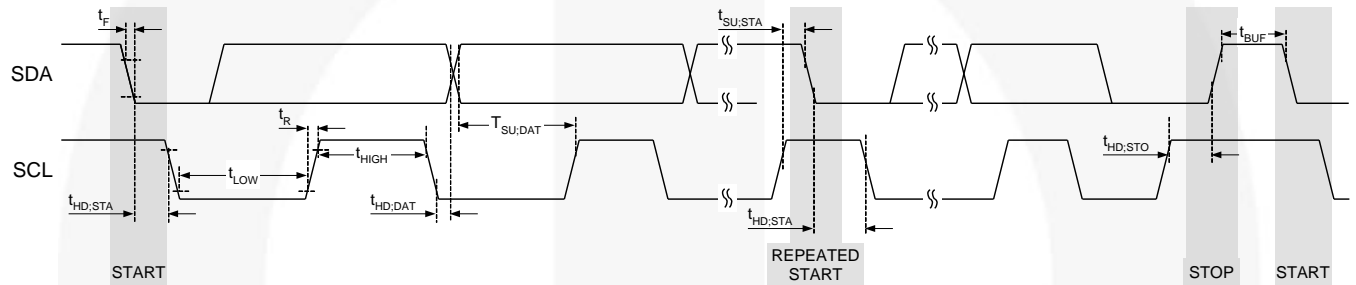 tF
tSU;STA
tBUF
SDA
tR
TSU;DAT
tHIGH
tHD;STO
SCL
tLOW
tHD;STA
tHD;DAT
tHD;STA
START
REPEATED
START
STOP
START